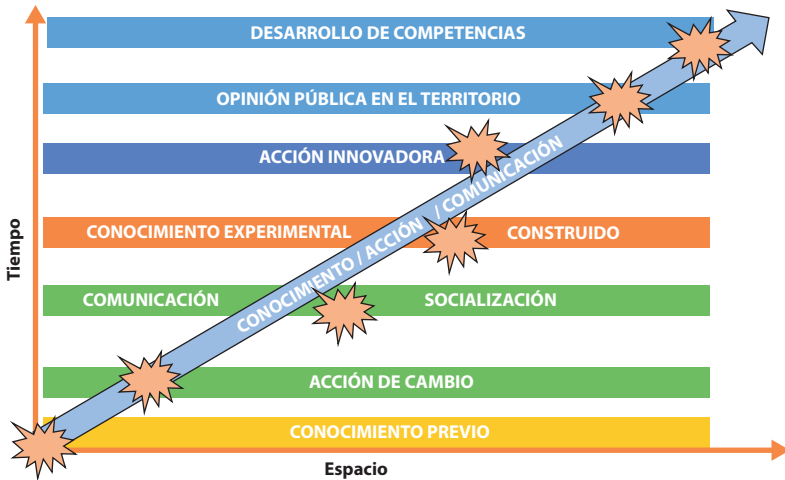 DESARROLLO DE COMPETENCIAS
OPINIÓN PÚBLICA EN EL TERRITORIO
ACCIÓN INNOVADORA
CONOCIMIENTO EXPERIMENTAL CONSTRUIDO
COMUNICACIÓN SOCIALIZACIÓN
ACCIÓN DE CAMBIO
CONOCIMIENTO PREVIO
CONOCIMIENTO / ACCIÓN / COMUNICACIÓN
Tiempo
Espacio